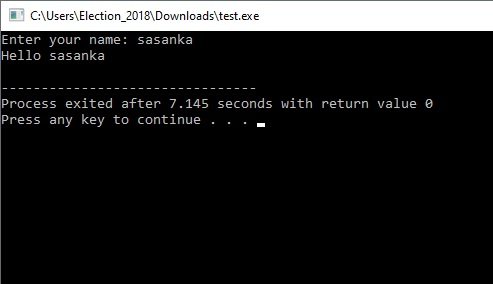 C:\Users\Election_2018\Downloads\test.exe
Enter your name: sasanka
Hello sasanka
--------------------------------
Process exited after 7.145 seconds with return value 0
Press any key to continue . . .